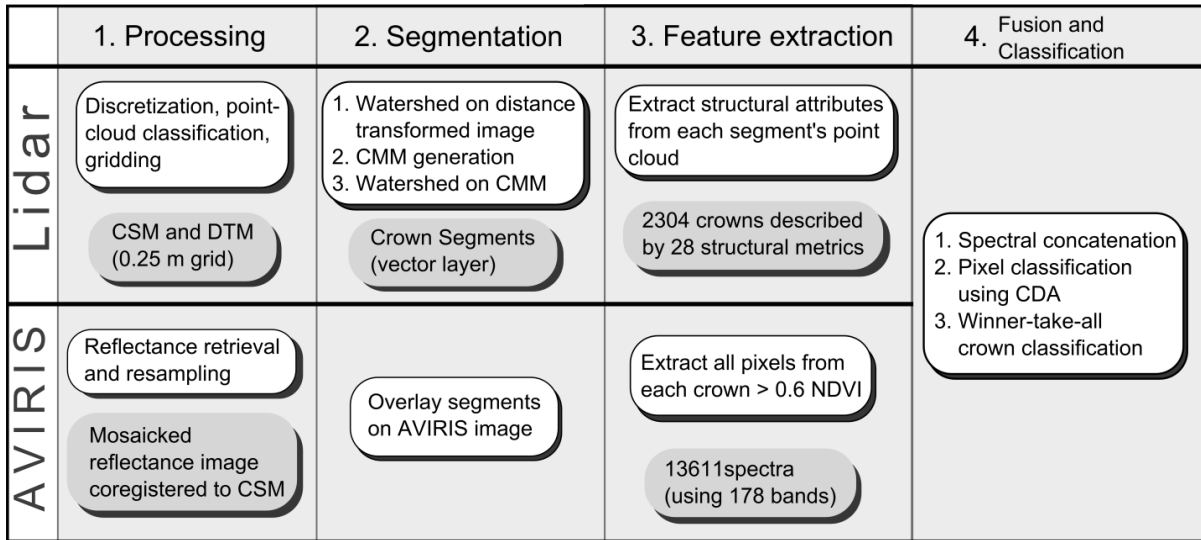 1. Processing
2. Segmentation
3. Feature extraction
4. Fusion and
Classification
Lidar
Discretization, point-
cloud classification,
gridding
CSM and DTM
(0.25 m grid)
1. Watershed on distance
transformed image
2. CMM generation
3. Watershed on CMM
Crown Segments
(vector layer)
Extract structural attributes
from each segment's point
cloud
2304 crowns described
by 28 structural metrics
AVIRIS
Reflectance retrieval
and resampling
Mosaicked
reflectance image
coregistered to CSM
Overlay segments
on AVIRIS image
Extract all pixels from
each crown > 0.6 NDVI
13611spectra
(using 178 bands)
1. Spectral concatenation
2. Pixel classification
using CDA
3. Winner-take-all
crown classification